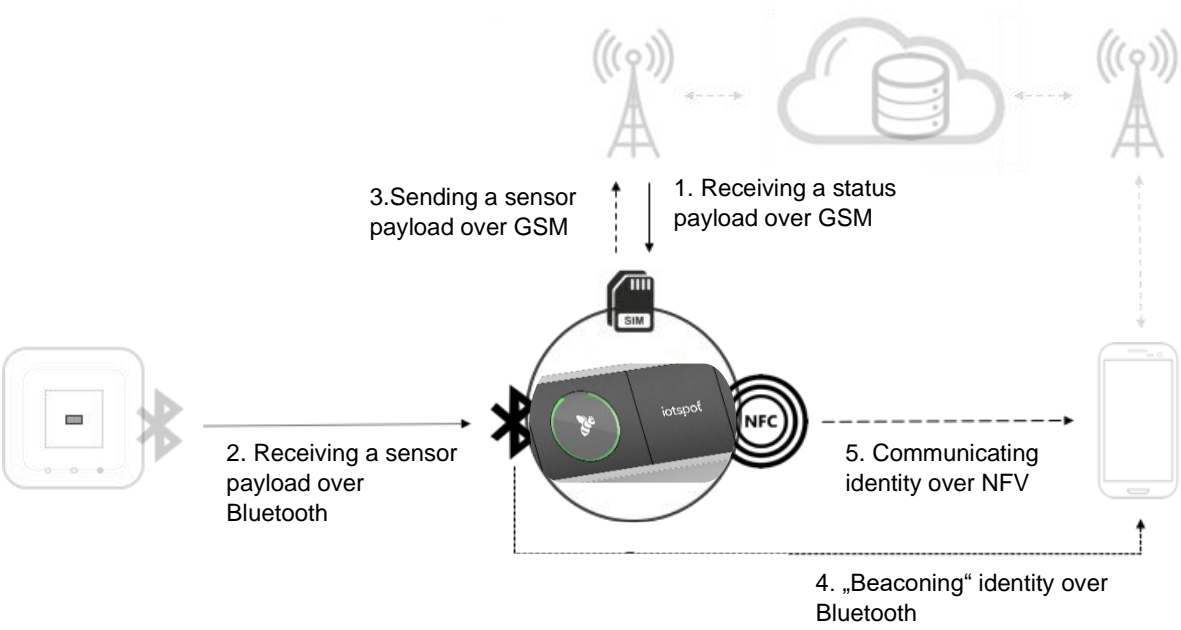 3.Sending a sensor
payload over GSM
1. Receiving a status
payload over GSM
SIM
iotspot
NFC
2. Receiving a sensor
payload over
Bluetooth
5. Communicating
identity over NFV
4. „Beaconing“ identity over
Bluetooth